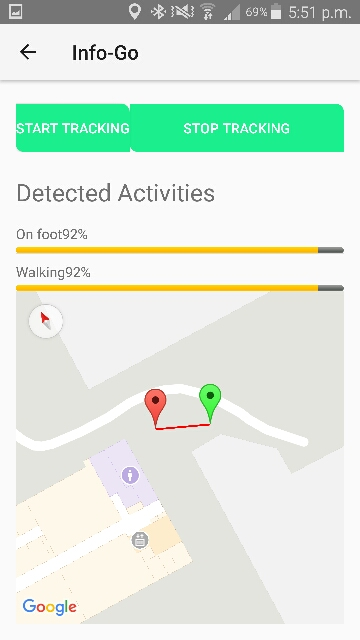 69% 5:51 p.m.
Info-Go
START TRACKING STOP TRACKING
Detected Activities
On foot92%
Walking92%
Google